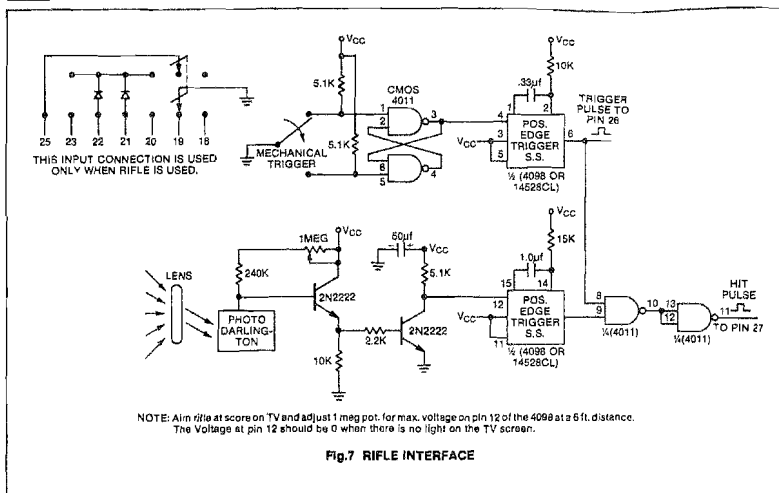 VCC
5.1K
CMOS
4011
1
2
3
5.1K
6
5
4
MECHANICAL
TRIGGER
25 23 22 21 20 19 18
THIS INPUT CONNECTION IS USED
ONLY WHEN RIFLE IS USED.
VCC
10K
.33µf
1
2
4
POS.
EDGE
TRIGGER
S.S.
6
VCC
3
5
½ (4098 OR
14528CL)
TRIGGER
PULSE TO
PIN 26
LENS
PHOTO
DARLING-
TON
240K
1MEG
VCC
2N2222
10K
2.2K
50µf
VCC
5.1K
2N2222
VCC
15K
1.0µf
15
14
12
POS.
EDGE
TRIGGER
S.S.
9
VCC
11
½ (4098 OR
14528CL)
8
10
¼(4011)
13
12
11
¼(4011)
HIT
PULSE
TO PIN 27
NOTE: Aim rifle at score on TV and adjust 1 meg pot. for max. voltage on pin 12 of the 4098 at a 6 ft. distance.
The Voltage at pin 12 should be 0 when there is no light on the TV screen.
Fig.7 RIFLE INTERFACE